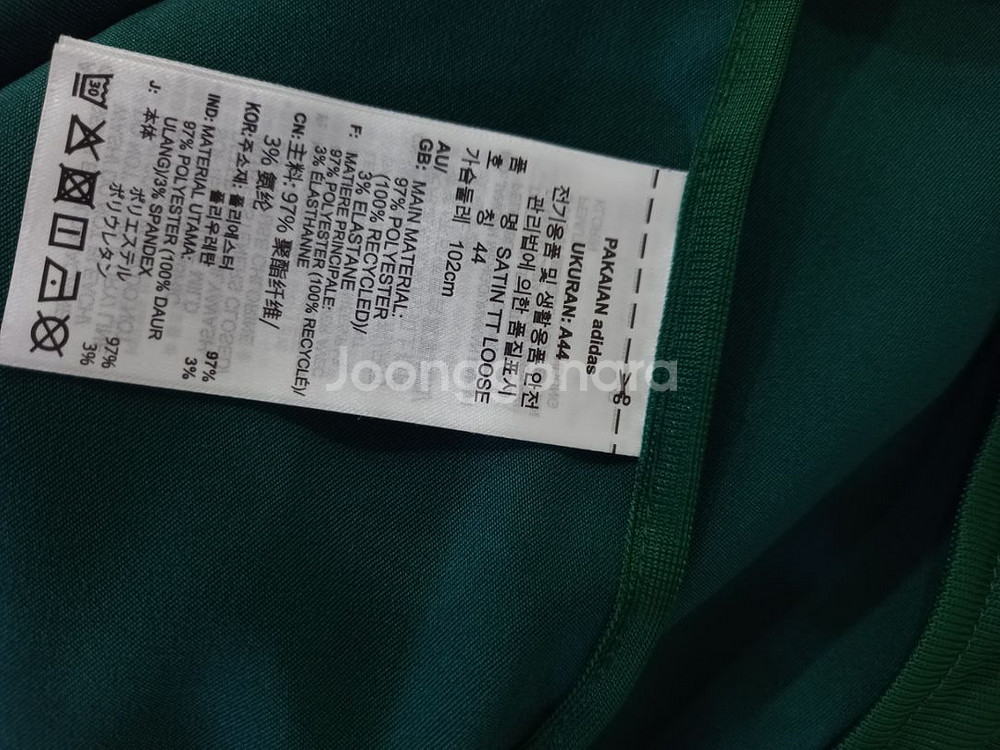 PAKAIAN adidas
UKURAN: A44
전기용품 및 생활용품 안전
관리법에 의한 품질표시
품 명 SATIN TT LOOSE
호 칭 44
가슴둘레 102cm
AU/
GB: MAIN MATERIAL:
97% POLYESTER
(100% RECYCLED)/
3% ELASTANE
F: MATIERE PRINCIPALE:
97% POLYESTER (100% RECYCLÉ)/
3% ELASTHANNE
CN: 主料: 97% 聚酯纤维/
3% 氨纶
KOR:주소재: 폴리에스터 97%
폴리우레탄 3%
IND: MATERIAL UTAMA:
97% POLYESTER (100% DAUR
ULANG)/3% SPANDEX
J: 本体 ポリエステル 97%
ポリウレタン 3%
30
Joonggonara